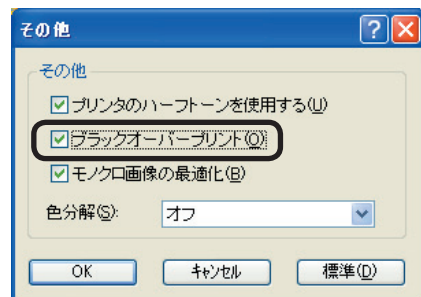 その他
その他
プリンタのハーフトーンを使用する(U)
ブラックオーバープリント(O)
モノクロ画像の最適化(B)
色分解(S): オフ
OK キャンセル 標準(D)